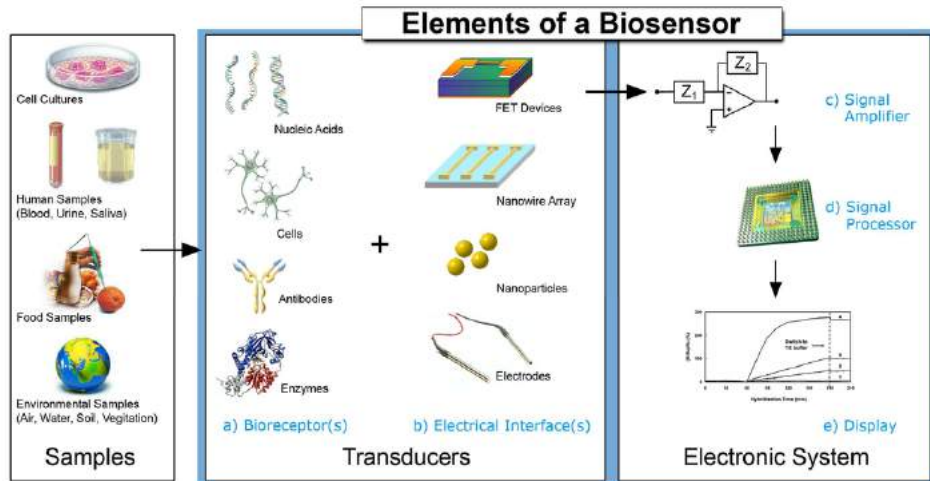 Elements of a Biosensor
Cell Cultures
Human Samples
(Blood, Urine, Saliva)
Food Samples
Environmental Samples
(Air, Water, Soil, Vegitation)
Samples
Nucleic Acids
Cells
Antibodies
Enzymes
a) Bioreceptor(s)
+
FET Devices
Nanowire Array
Nanoparticles
Electrodes
b) Electrical Interface(s)
Transducers
Z1
Z2
−
+
c) Signal
Amplifier
d) Signal
Processor
e) Display
Electronic System